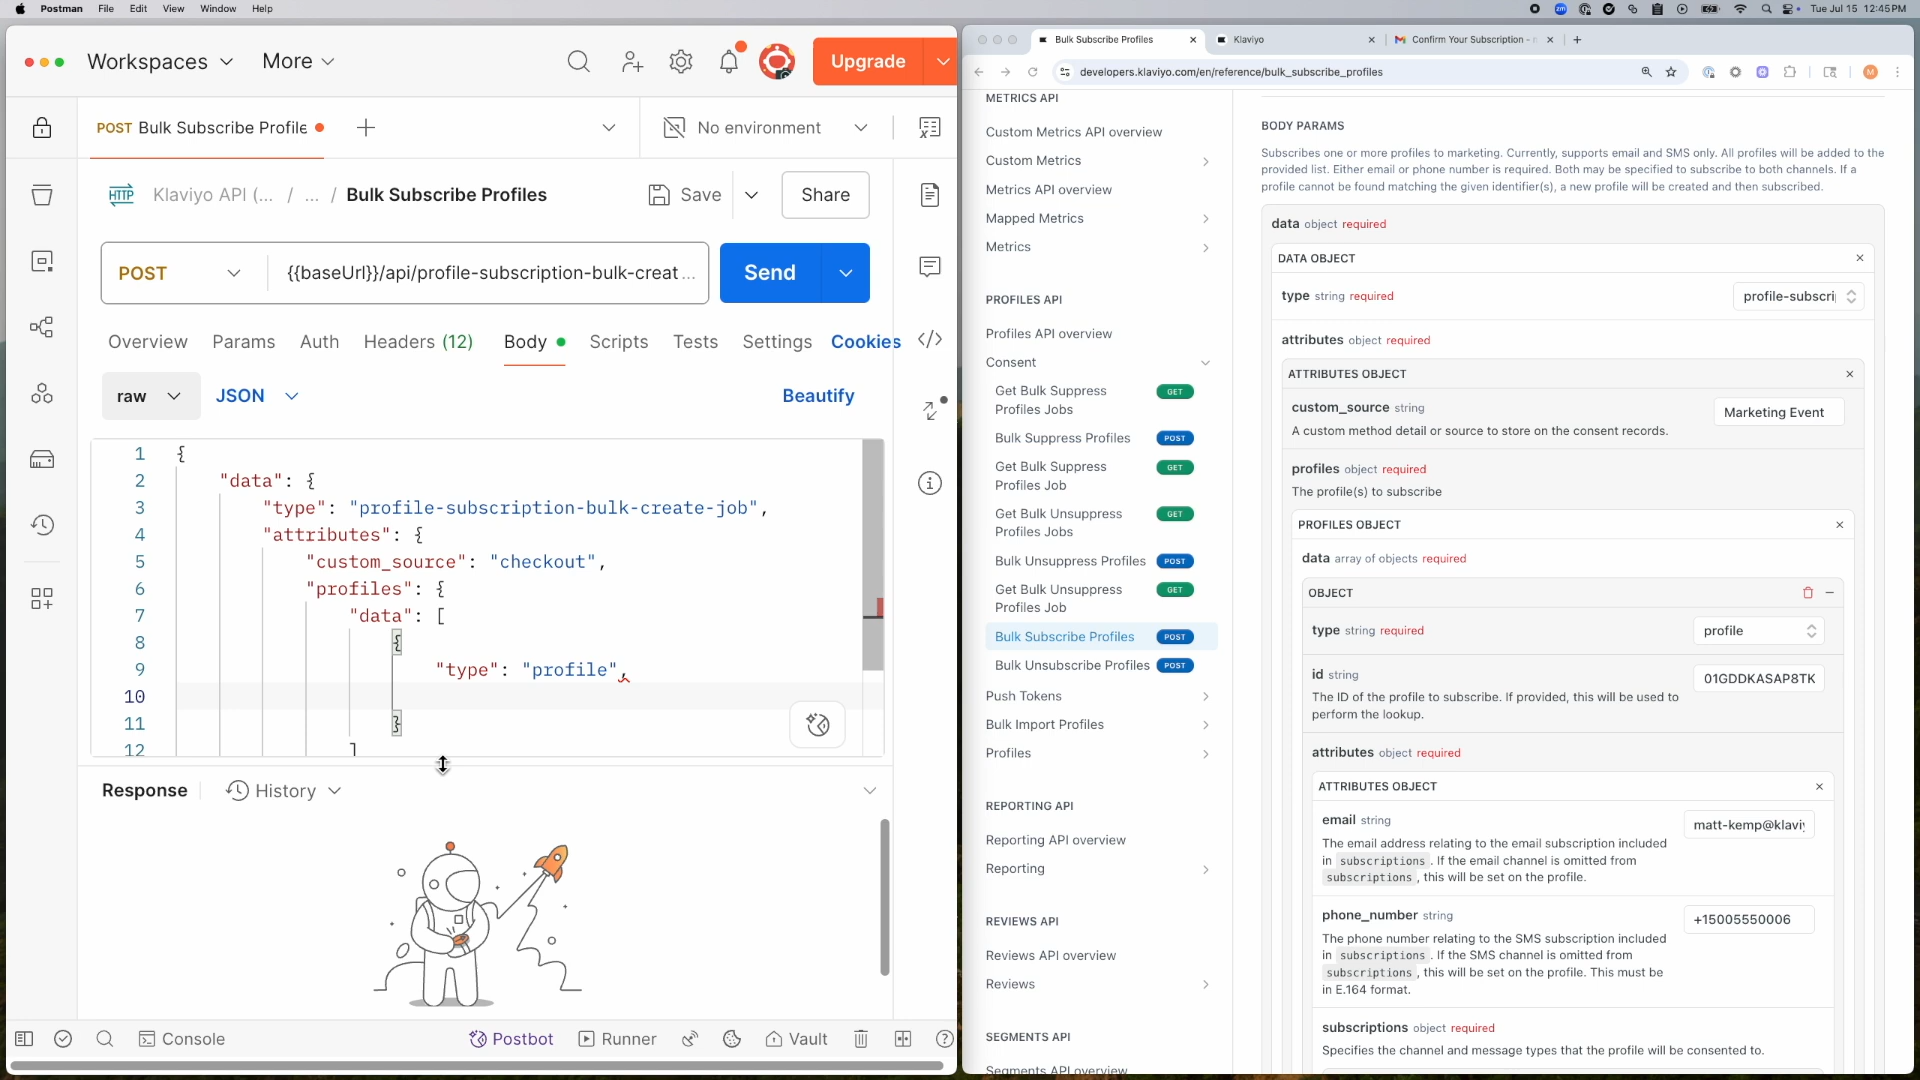 Postman File Edit View Window Help
Tue Jul 15 12:45 PM
Workspaces More
Upgrade
POST Bulk Subscribe Profile
No environment
HTTP Klaviyo API (... / ... / Bulk Subscribe Profiles
Save
Share
POST
{{baseUrl}}/api/profile-subscription-bulk-creat ...
Send
Overview Params Auth Headers (12) Body Scripts Tests Settings Cookies
raw JSON
Beautify
1 {
2 "data": {
3 "type": "profile-subscription-bulk-create-job",
4 "attributes": {
5 "custom_source": "checkout",
6 "profiles": {
7 "data": [
8 {
9 "type": "profile",
10
11 }
12 ]
Response History
Console
Postbot Runner Vault
Bulk Subscribe Profiles
Klaviyo
Confirm Your Subscription -
developers.klaviyo.com/en/reference/bulk_subscribe_profiles
M
METRICS API
Custom Metrics API overview
Custom Metrics
Metrics API overview
Mapped Metrics
Metrics
PROFILES API
Profiles API overview
Consent
Get Bulk Suppress Profiles Jobs GET
Bulk Suppress Profiles POST
Get Bulk Suppress Profiles Job GET
Get Bulk Unsuppress Profiles Jobs GET
Bulk Unsuppress Profiles POST
Get Bulk Unsuppress Profiles Job GET
Bulk Subscribe Profiles POST
Bulk Unsubscribe Profiles POST
Push Tokens
Bulk Import Profiles
Profiles
REPORTING API
Reporting API overview
Reporting
REVIEWS API
Reviews API overview
Reviews
SEGMENTS API
Segments API overview
BODY PARAMS
Subscribes one or more profiles to marketing. Currently, supports email and SMS only. All profiles will be added to the
provided list. Either email or phone number is required. Both may be specified to subscribe to both channels. If a
profile cannot be found matching the given identifier(s), a new profile will be created and then subscribed.
data object required
DATA OBJECT
type string required
profile-subscri
attributes object required
ATTRIBUTES OBJECT
custom_source string
Marketing Event
A custom method detail or source to store on the consent records.
profiles object required
The profile(s) to subscribe
PROFILES OBJECT
data array of objects required
OBJECT
type string required
profile
id string
01GDDKASAP8TK
The ID of the profile to subscribe. If provided, this will be used to
perform the lookup.
attributes object required
ATTRIBUTES OBJECT
email string
matt-kemp@klaviy
The email address relating to the email subscription included
in subscriptions . If the email channel is omitted from
subscriptions , this will be set on the profile.
phone_number string
+15005550006
The phone number relating to the SMS subscription included
in subscriptions . If the SMS channel is omitted from
subscriptions , this will be set on the profile. This must be
in E.164 format.
subscriptions object required
Specifies the channel and message types that the profile will be consented to.